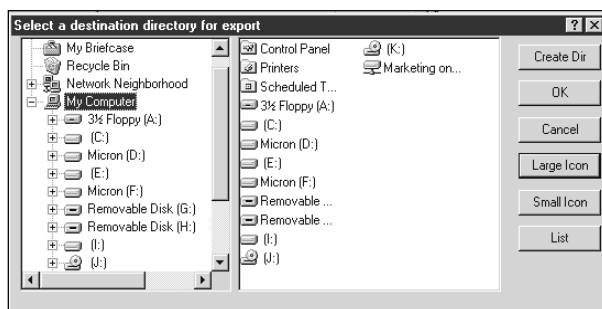 Select a destination directory for export
My Briefcase
Recycle Bin
Network Neighborhood
My Computer
3½ Floppy (A:)
(C:)
Micron (D:)
(E:)
Micron (F:)
Removable Disk (G:)
Removable Disk (H:)
(I:)
(J:)
Control Panel
Printers
Scheduled T...
3½ Floppy (A:)
(C:)
Micron (D:)
(E:)
Micron (F:)
Removable ...
Removable ...
(I:)
(J:)
(K:)
Marketing on...
Create Dir
OK
Cancel
Large Icon
Small Icon
List